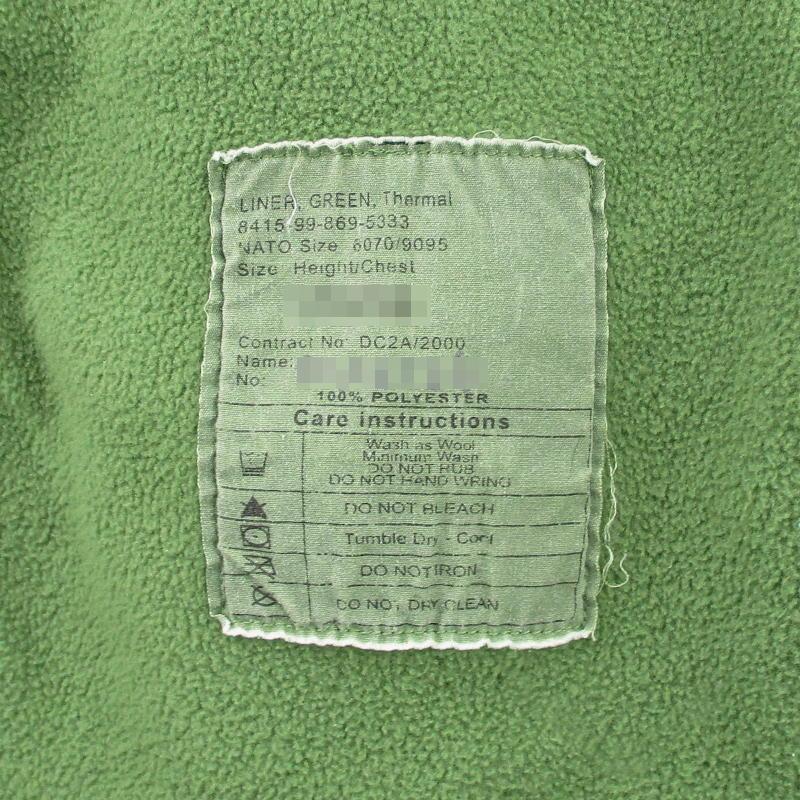 LINER, GREEN, Thermal
8415-99-869-5333
NATO Size 6070/9095
Size Height/Chest
Contract No: DC2A/2000
Name:
No:
100% POLYESTER
Care instructions
Wash as Wool
Minimum Wash
DO NOT RUB
DO NOT HAND WRING
DO NOT BLEACH
Tumble Dry - Cool
DO NOT IRON
DO NOT DRY CLEAN